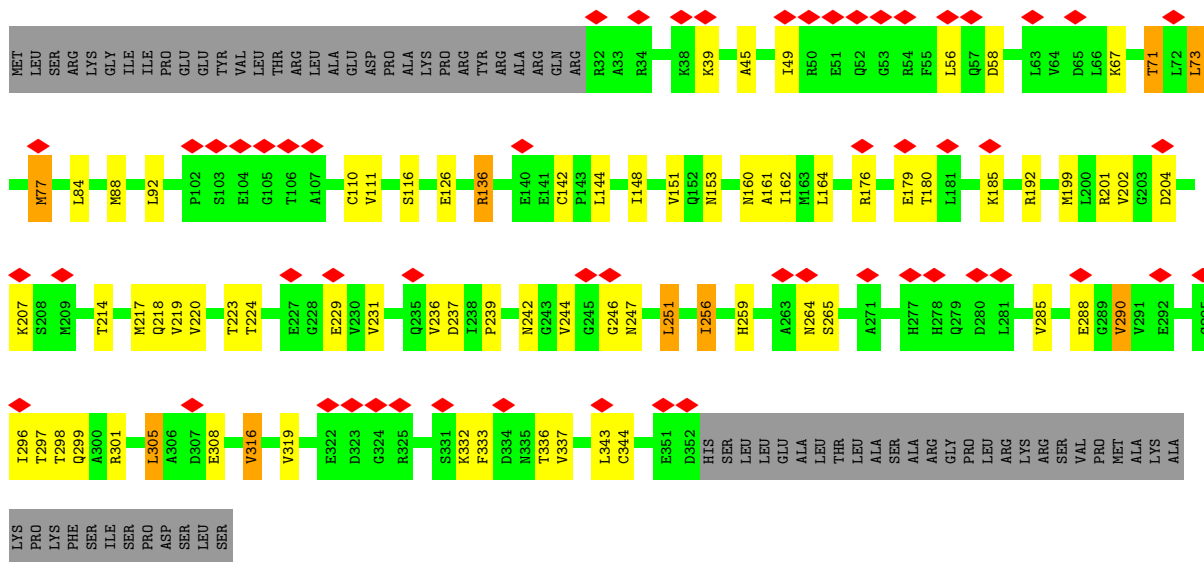 MET LEU SER ARG LYS GLY ILE ILE PRO GLU GLU TYR VAL LEU THR ARG LEU ALA GLU ASP PRO ALA LYS PRO ARG TYR ARG ALA ARG GLN ARG R32 A33 R34 K38 K39 A45 I49 R50 E51 Q52 G53 R54 F55 L56 Q57 D58 L63 V64 D65 L66 K67 T71 L72 L73
M77 L84 M88 L92 P102 S103 E104 G105 T106 A107 C110 V111 S116 E126 R136 E140 E141 C142 P143 L144 I148 V151 Q152 N153 N160 A161 I162 M163 L164 R176 E179 T180 L181 K185 R192 M199 L200 R201 V202 G203 D204
K207 S208 M209 T214 M217 Q218 V219 V220 T223 T224 E227 G228 E229 V230 V231 Q235 V236 D237 I238 P239 N242 G243 V244 G245 G246 N247 L251 I256 H259 A263 N264 S265 A271 H277 H278 Q279 D280 L281 V285 E288 G289 V290 V291 E292
I296 T297 T298 Q299 A300 R301 L305 A306 D307 E308 V316 V319 E322 D323 G324 R325 S331 K332 F333 D334 N335 T336 V337 L343 C344 E351 D352 HIS SER LEU LEU GLU ALA LEU THR LEU ALA SER ALA ARG GLY PRO LEU ARG LYS ARG SER VAL PRO MET ALA LYS ALA
LYS PRO LYS PHE SER ILE SER PRO ASP SER LEU SER